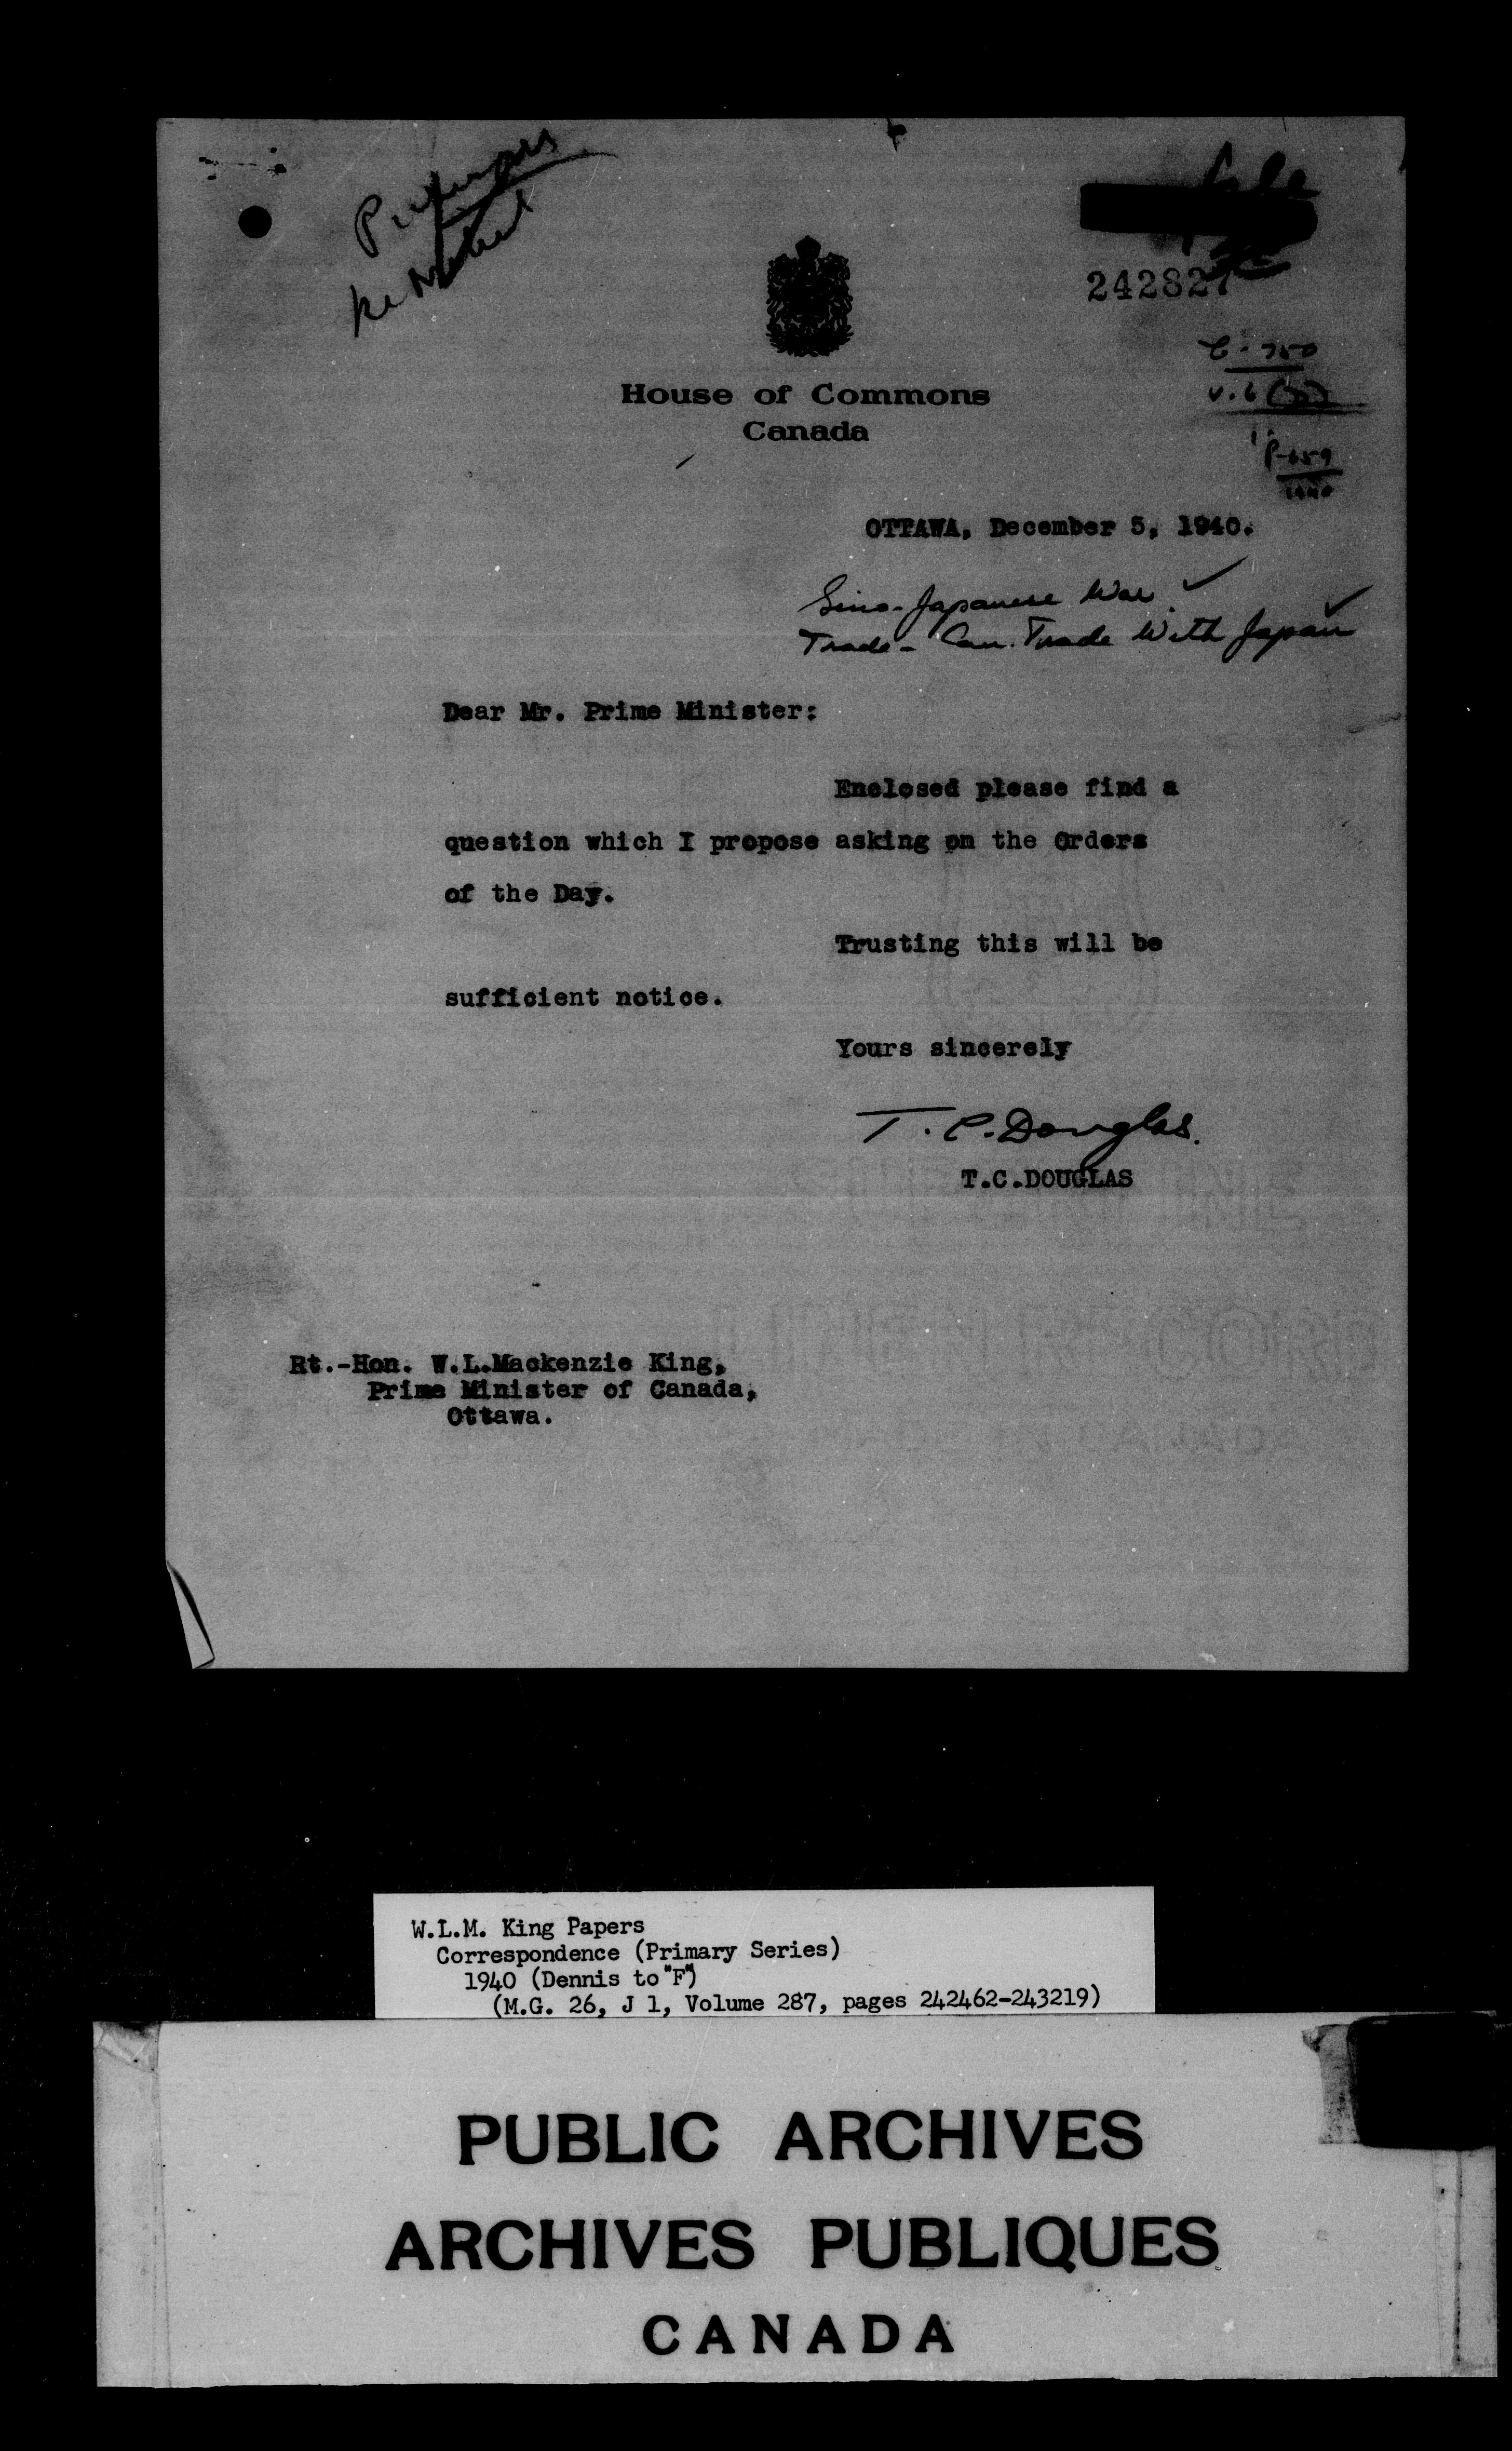 242827
House of Commons
Canada
OTTAWA, December 5, 1940.
Sino-Japanese War
Trade - Can. Trade With Japan
Dear Mr. Prime Minister:
Enclosed please find a
question which I propose asking on the Orders
of the Day.
Trusting this will be
sufficient notice.
Yours sincerely
T. C. Douglas.
T.C.DOUGLAS
Rt.-Hon. W.L.Mackenzie King,
Prime Minister of Canada,
Ottawa.
W.L.M. King Papers
Correspondence (Primary Series)
1940 (Dennis to "F")
(M.G. 26, J 1, Volume 287, pages 242462-243219)
PUBLIC ARCHIVES
ARCHIVES PUBLIQUES
CANADA